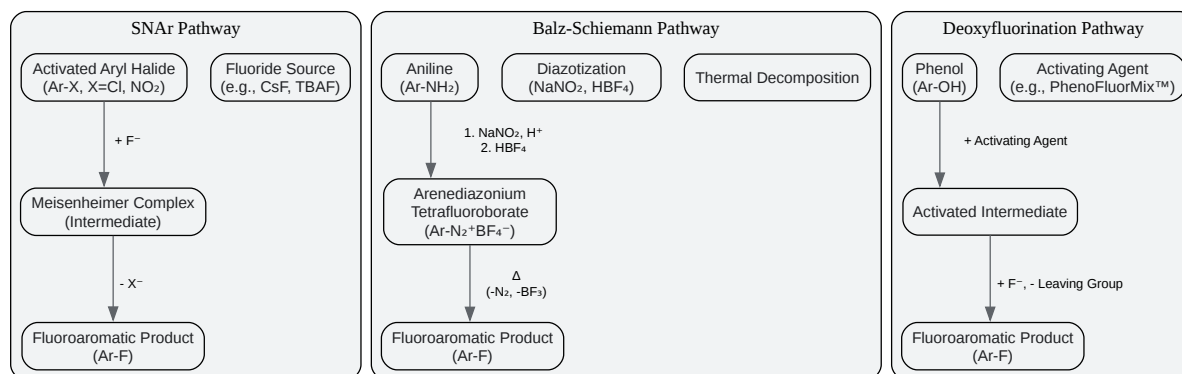 SNAr Pathway
Activated Aryl Halide
(Ar-X, X=Cl, NO₂)
Fluoride Source
(e.g., CsF, TBAF)
+ F⁻
Meisenheimer Complex
(Intermediate)
- X⁻
Fluoroaromatic Product
(Ar-F)
Balz-Schiemann Pathway
Aniline
(Ar-NH₂)
Diazotization
(NaNO₂, HBF₄)
Thermal Decomposition
1. NaNO₂, H⁺
2. HBF₄
Arenediazonium
Tetrafluoroborate
(Ar-N₂⁺BF₄⁻)
Δ
(-N₂, -BF₃)
Fluoroaromatic Product
(Ar-F)
Deoxyfluorination Pathway
Phenol
(Ar-OH)
Activating Agent
(e.g., PhenoFluorMix™)
+ Activating Agent
Activated Intermediate
+ F⁻, - Leaving Group
Fluoroaromatic Product
(Ar-F)